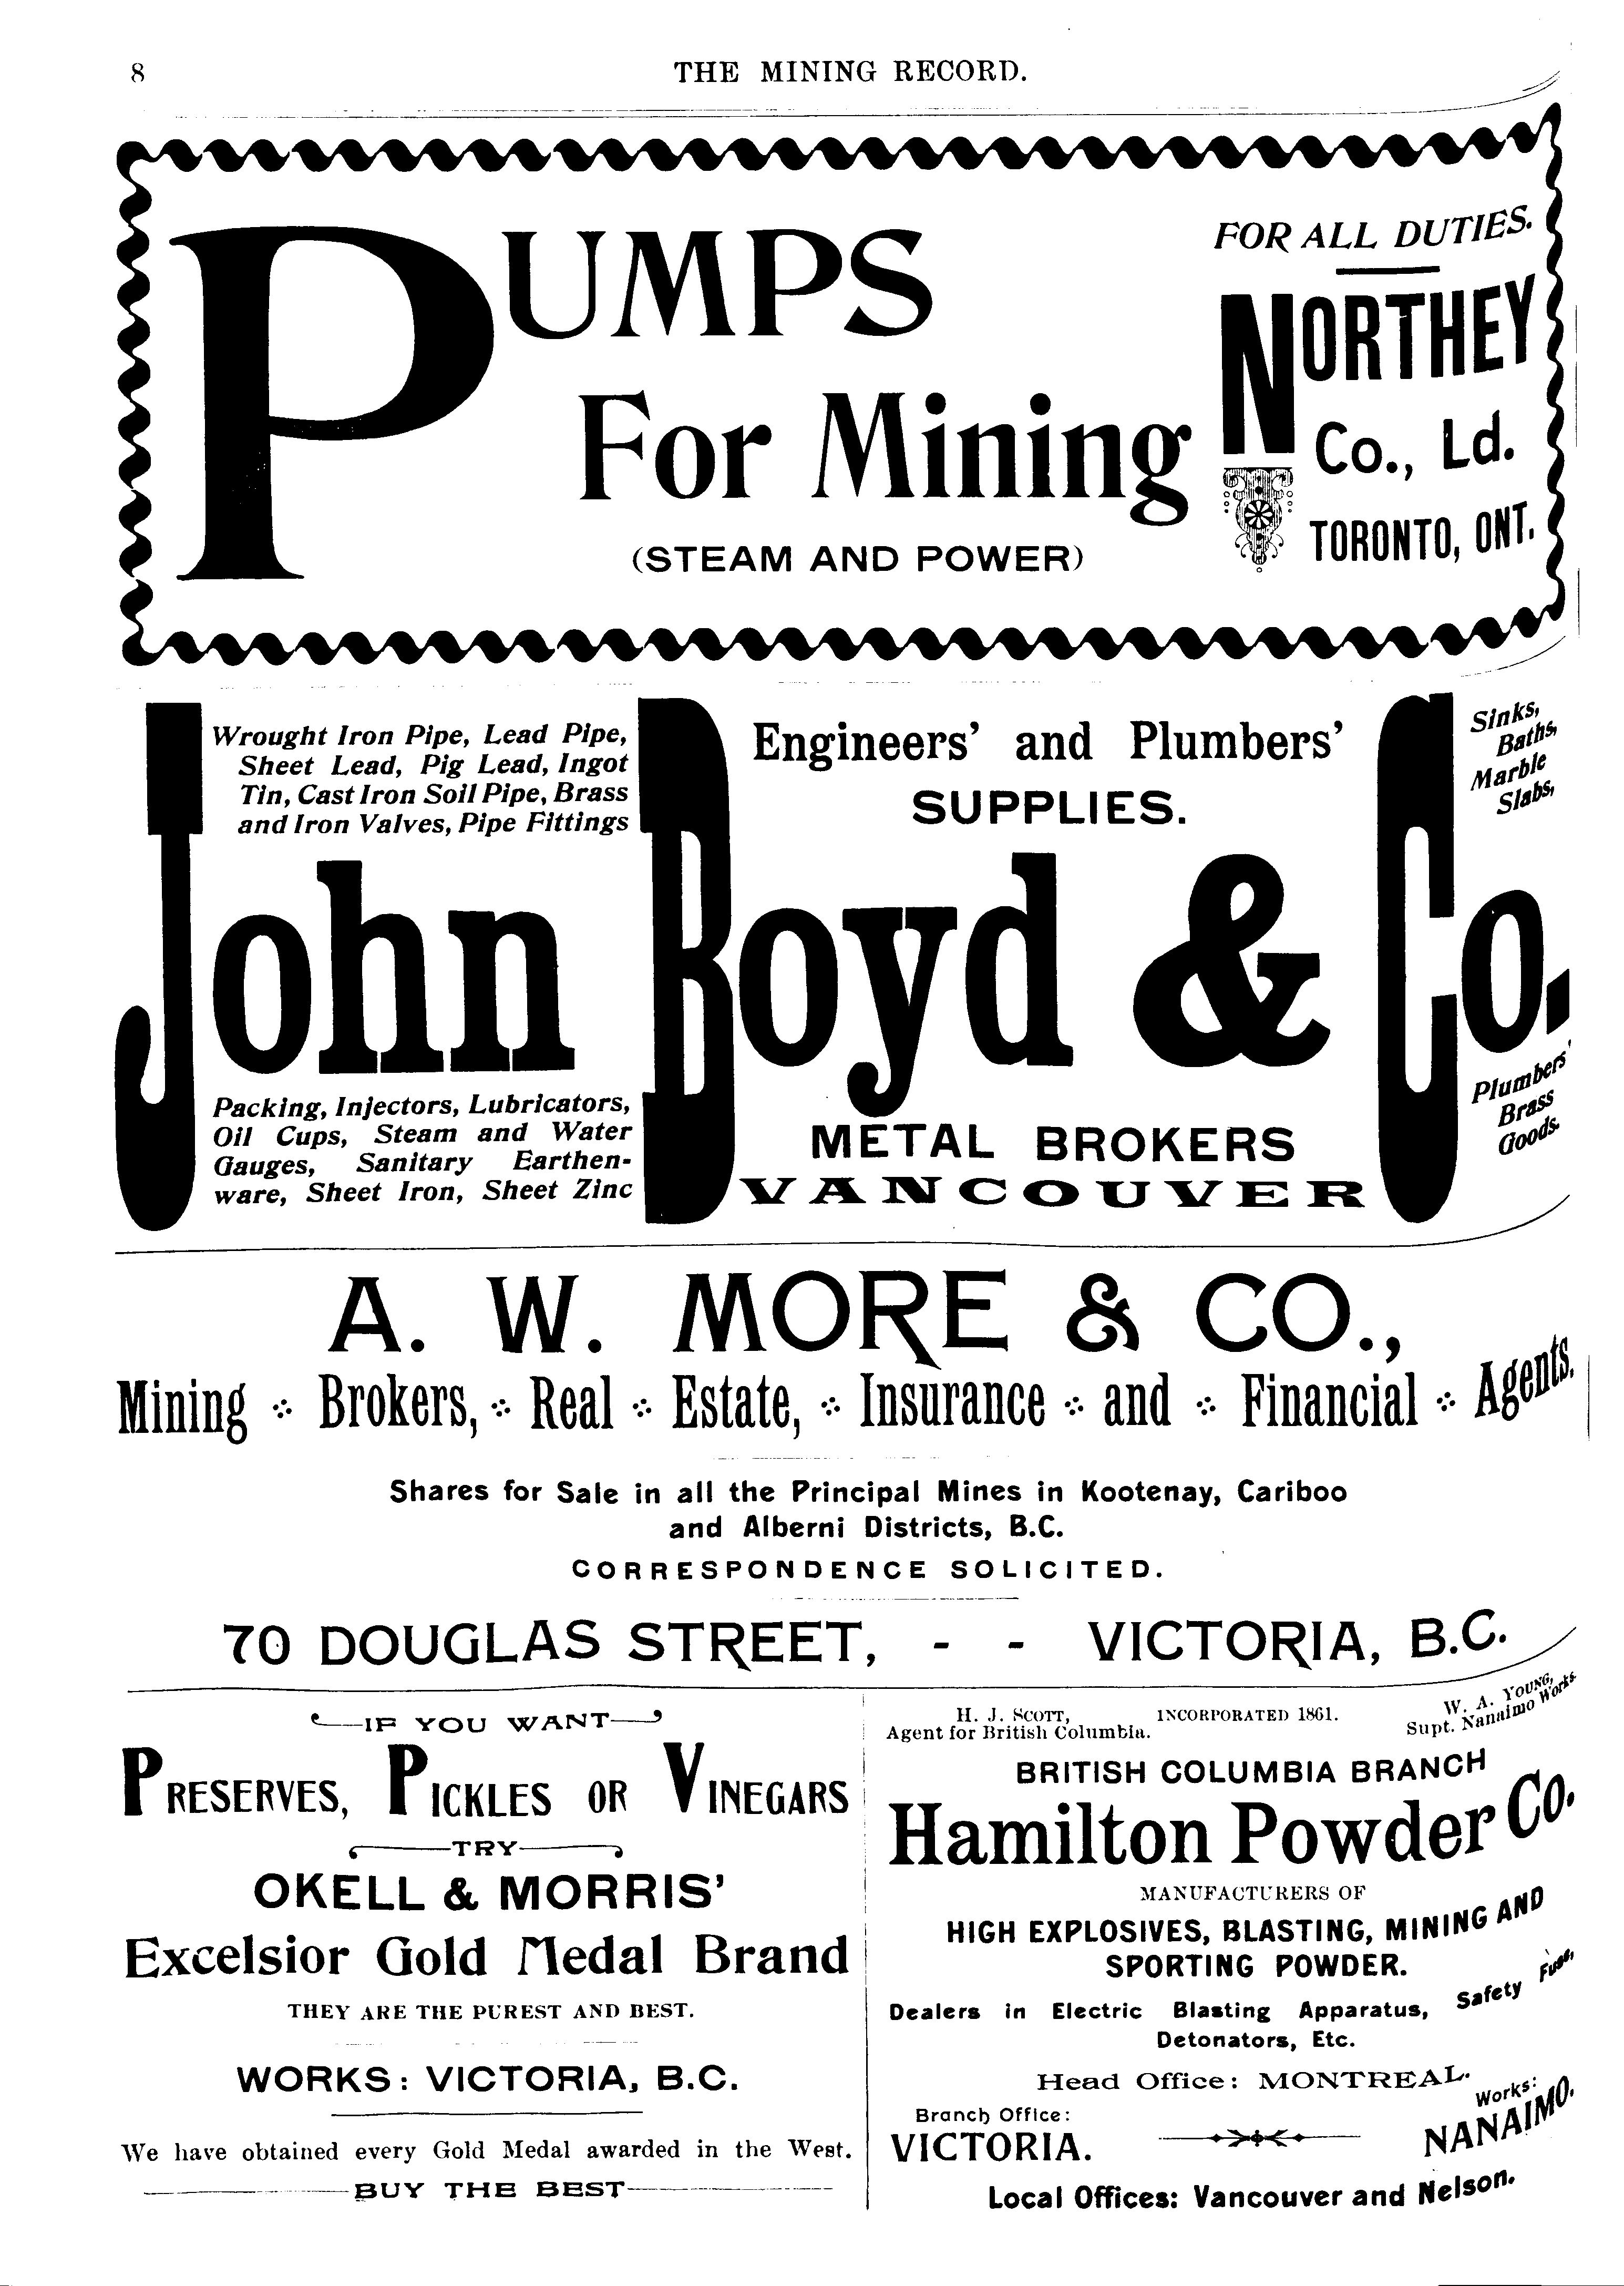 8
THE MINING RECORD.
PUMPS
For Mining
(STEAM AND POWER)
FOR ALL DUTIES.
NORTHEY
Co., Ld.
TORONTO, ONT.
Wrought Iron Pipe, Lead Pipe,
Sheet Lead, Pig Lead, Ingot
Tin, Cast Iron Soil Pipe, Brass
and Iron Valves, Pipe Fittings
Engineers' and Plumbers'
SUPPLIES.
Sinks,
Baths,
Marble
Slabs,
John Boyd & Co.
Packing, Injectors, Lubricators,
Oil Cups, Steam and Water
Gauges, Sanitary Earthen-
ware, Sheet Iron, Sheet Zinc
METAL BROKERS
VANCOUVER
Plumbers'
Brass
Goods.
A. W. MORE & CO.,
Mining Brokers, Real Estate, Insurance and Financial Agents.
Shares for Sale in all the Principal Mines in Kootenay, Cariboo
and Alberni Districts, B.C.
CORRESPONDENCE SOLICITED.
70 DOUGLAS STREET, - - VICTORIA, B.C.
IF YOU WANT
PRESERVES, PICKLES OR VINEGARS
TRY
OKELL & MORRIS'
Excelsior Gold Medal Brand
THEY ARE THE PUREST AND BEST.
WORKS: VICTORIA, B.C.
We have obtained every Gold Medal awarded in the West.
BUY THE BEST
H. J. SCOTT,
Agent for British Columbia.
INCORPORATED 1861.
W. A. YOUNG,
Supt. Nanaimo Works.
BRITISH COLUMBIA BRANCH
Hamilton Powder Co.
MANUFACTURERS OF
HIGH EXPLOSIVES, BLASTING, MINING AND
SPORTING POWDER.
Dealers in Electric Blasting Apparatus, Safety Fuse,
Detonators, Etc.
Head Office: MONTREAL.
Branch Office:
VICTORIA.
Works:
NANAIMO.
Local Offices: Vancouver and Nelson.